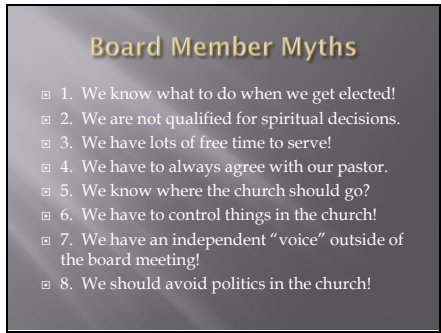 Board Member Myths
1. We know what to do when we get elected!
2. We are not qualified for spiritual decisions.
3. We have lots of free time to serve!
4. We have to always agree with our pastor.
5. We know where the church should go?
6. We have to control things in the church!
7. We have an independent “voice” outside of
the board meeting!
8. We should avoid politics in the church!